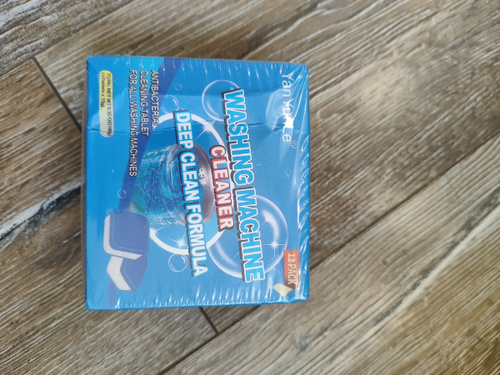 WASHING MACHINE
CLEANER
DEEP CLEAN FORMULA
ANTIBACTERIAL
CLEANING TABLET
FOR ALL WASHING MACHINES
12 PACK